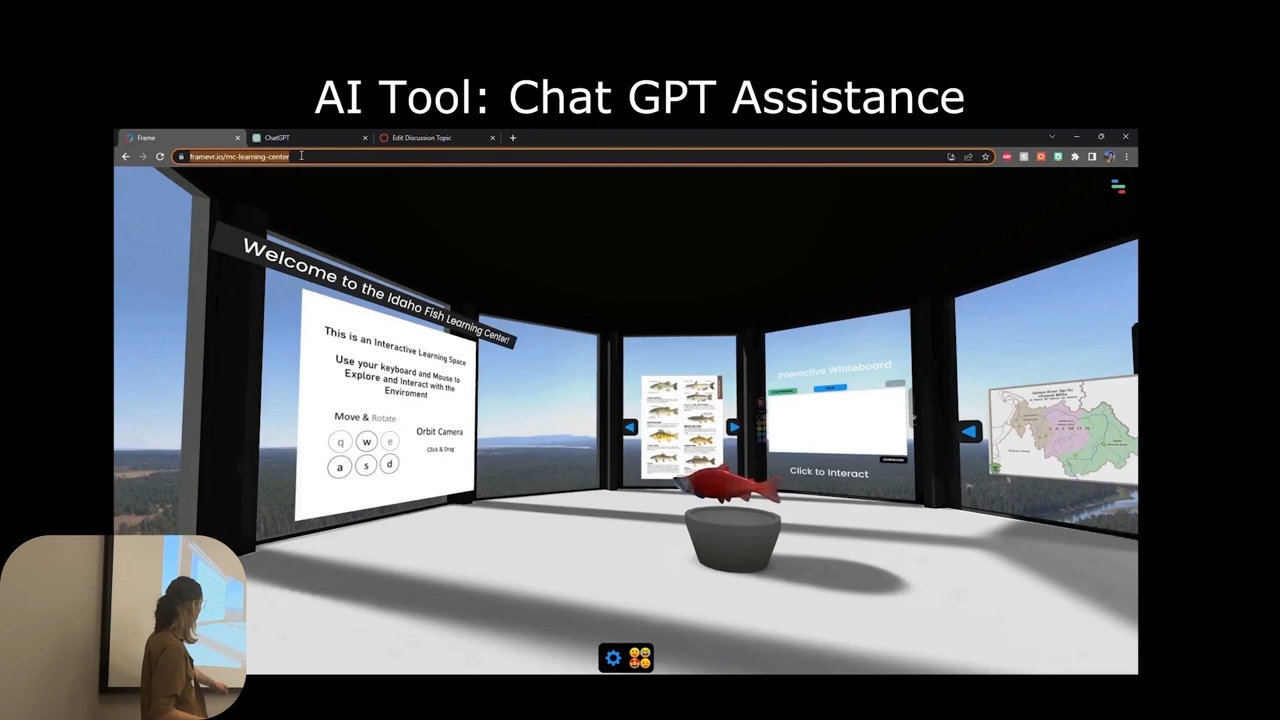 AI Tool: Chat GPT Assistance
Frame
ChatGPT
Edit Discussion Topic
framevr.io/mc-learning-center
Welcome to the Idaho Fish Learning Center!
This is an Interactive Learning Space
Use your keyboard and Mouse to
Explore and Interact with the
Enviroment
Move & Rotate
q w e
a s d
Orbit Camera
Click & Drag
Interactive Whiteboard
Click to Interact
SALMON